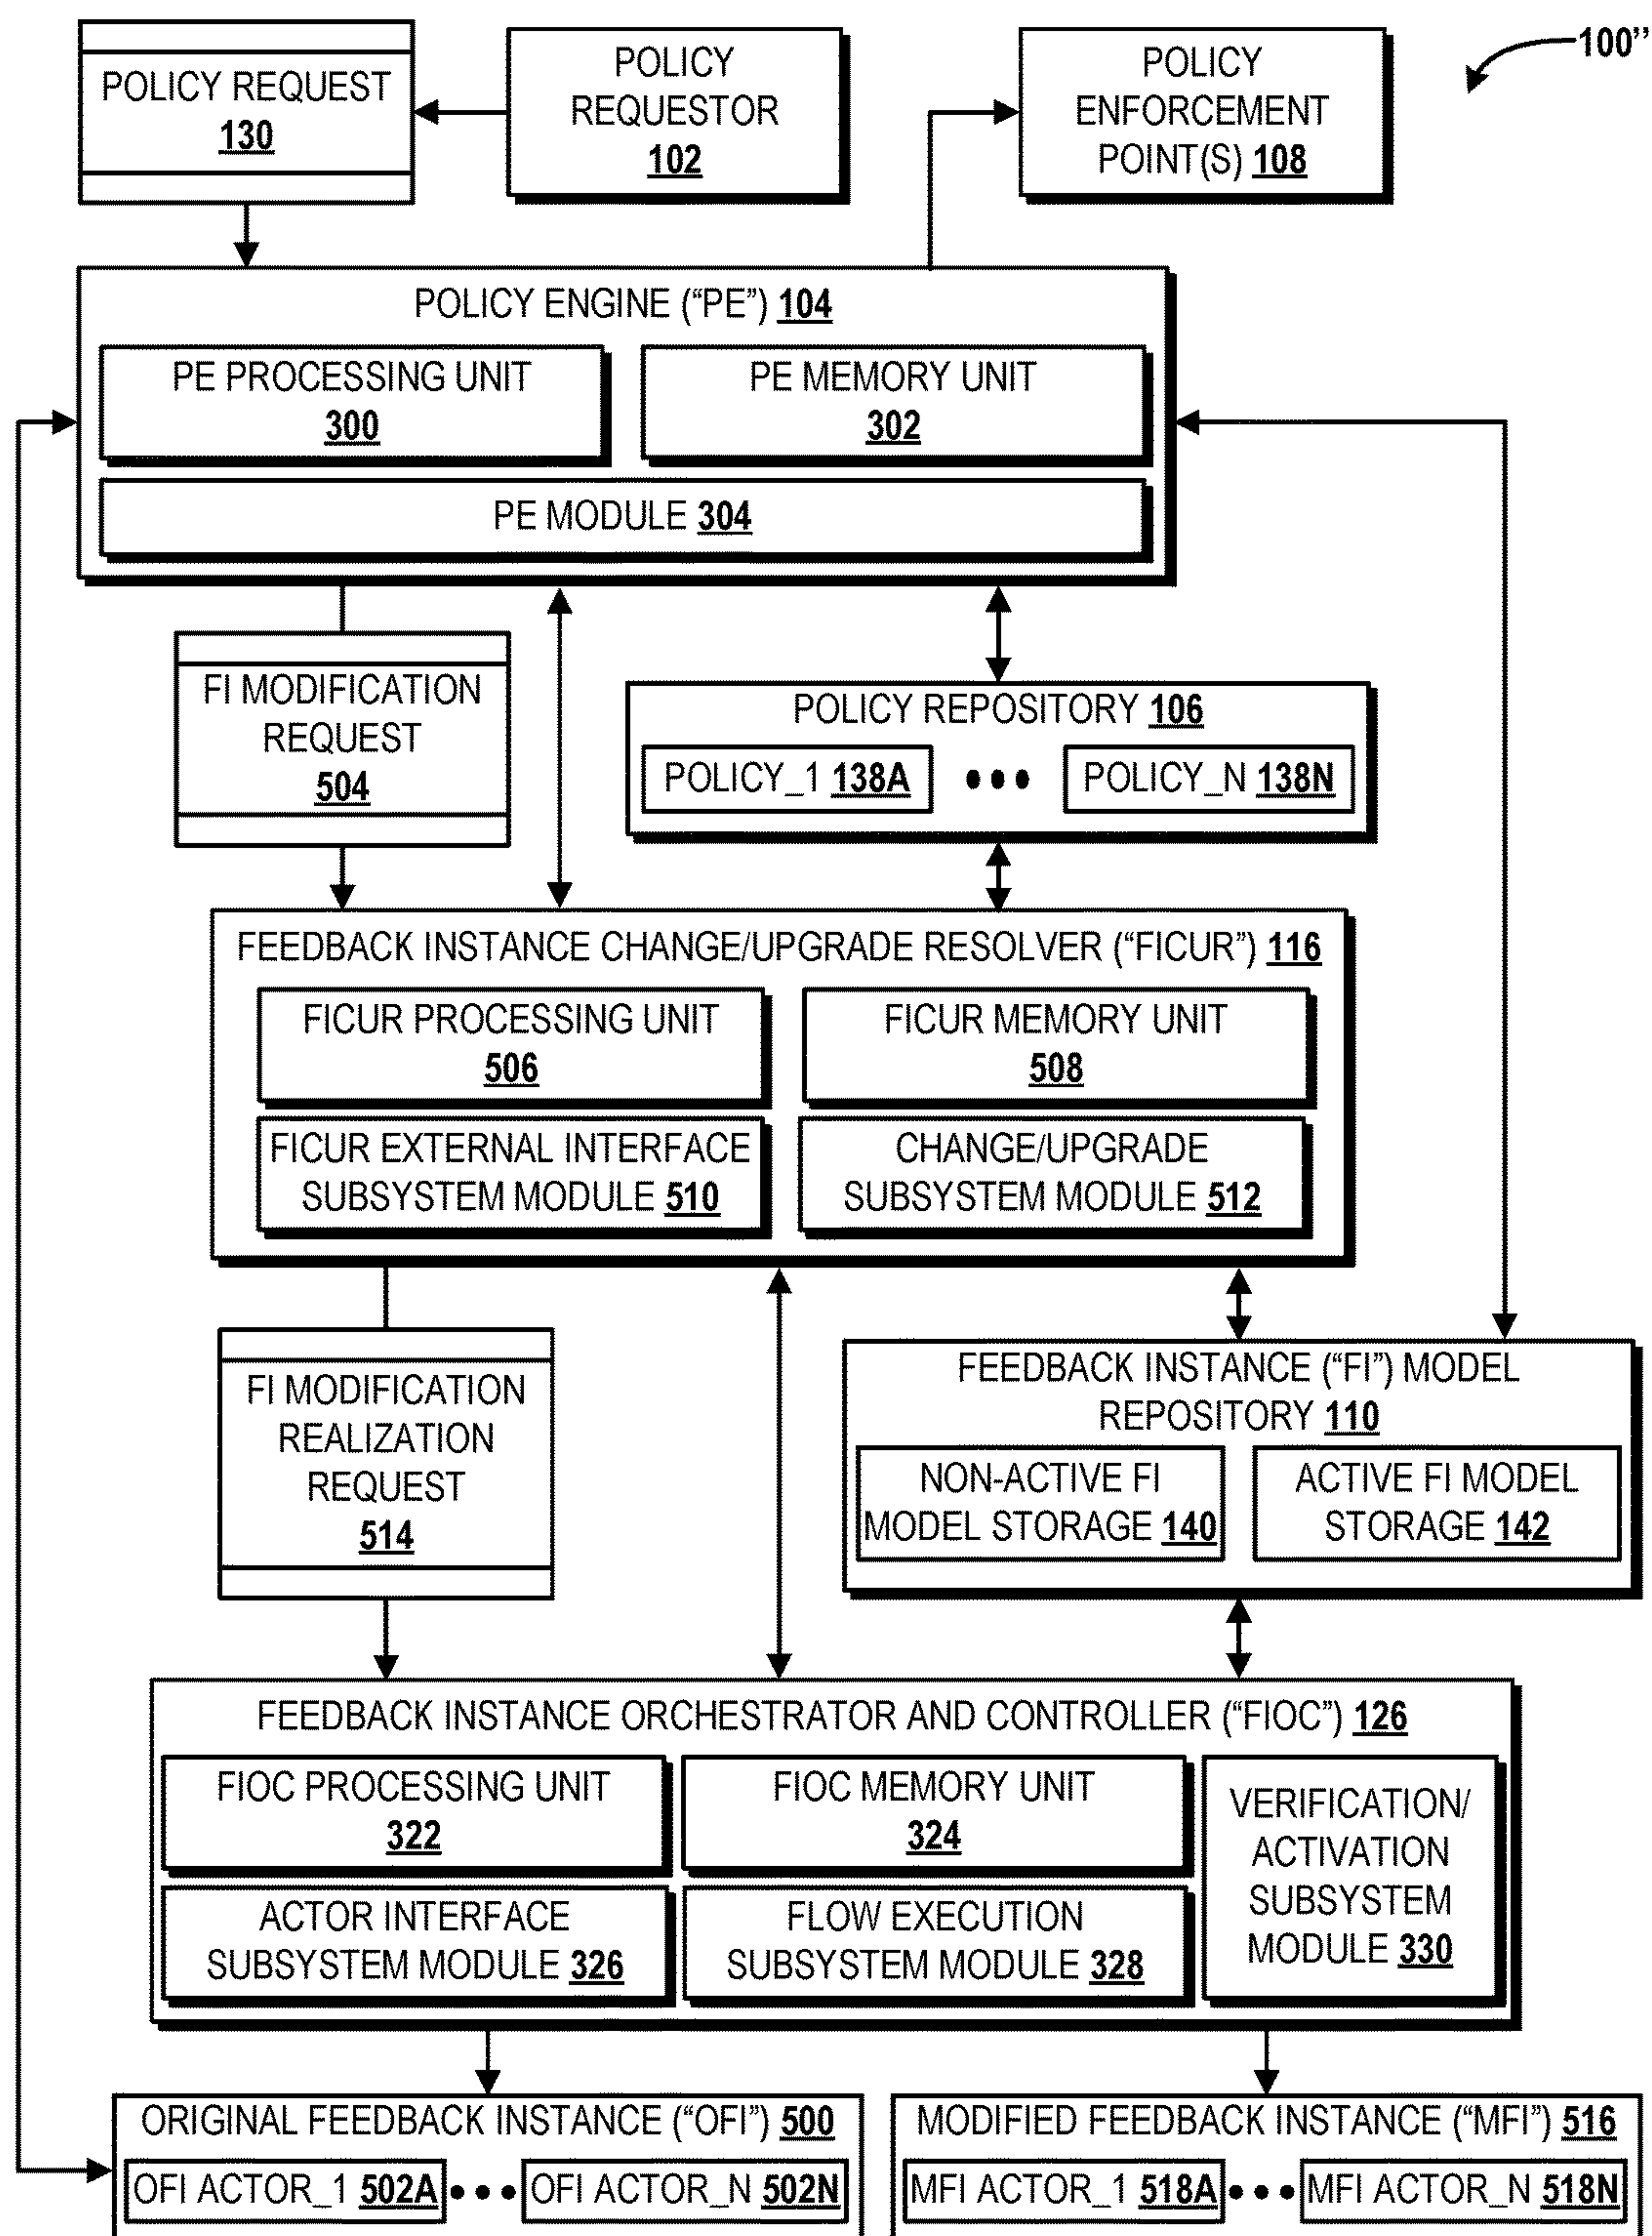 100”
POLICY REQUEST
130
POLICY
REQUESTOR
102
POLICY
ENFORCEMENT
POINT(S) 108
POLICY ENGINE (“PE”) 104
PE PROCESSING UNIT
300
PE MEMORY UNIT
302
PE MODULE 304
FI MODIFICATION
REQUEST
504
POLICY REPOSITORY 106
POLICY_1 138A
POLICY_N 138N
FEEDBACK INSTANCE CHANGE/UPGRADE RESOLVER (“FICUR”) 116
FICUR PROCESSING UNIT
506
FICUR MEMORY UNIT
508
FICUR EXTERNAL INTERFACE
SUBSYSTEM MODULE 510
CHANGE/UPGRADE
SUBSYSTEM MODULE 512
FI MODIFICATION
REALIZATION
REQUEST
514
FEEDBACK INSTANCE (“FI”) MODEL
REPOSITORY 110
NON-ACTIVE FI
MODEL STORAGE 140
ACTIVE FI MODEL
STORAGE 142
FEEDBACK INSTANCE ORCHESTRATOR AND CONTROLLER (“FIOC”) 126
FIOC PROCESSING UNIT
322
FIOC MEMORY UNIT
324
VERIFICATION/
ACTIVATION
SUBSYSTEM
MODULE 330
ACTOR INTERFACE
SUBSYSTEM MODULE 326
FLOW EXECUTION
SUBSYSTEM MODULE 328
ORIGINAL FEEDBACK INSTANCE (“OFI”) 500
OFI ACTOR_1 502A
OFI ACTOR_N 502N
MODIFIED FEEDBACK INSTANCE (“MFI”) 516
MFI ACTOR_1 518A
MFI ACTOR_N 518N